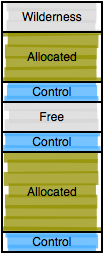 Wilderness
Allocated
Control
Free
Control
Allocated
Control